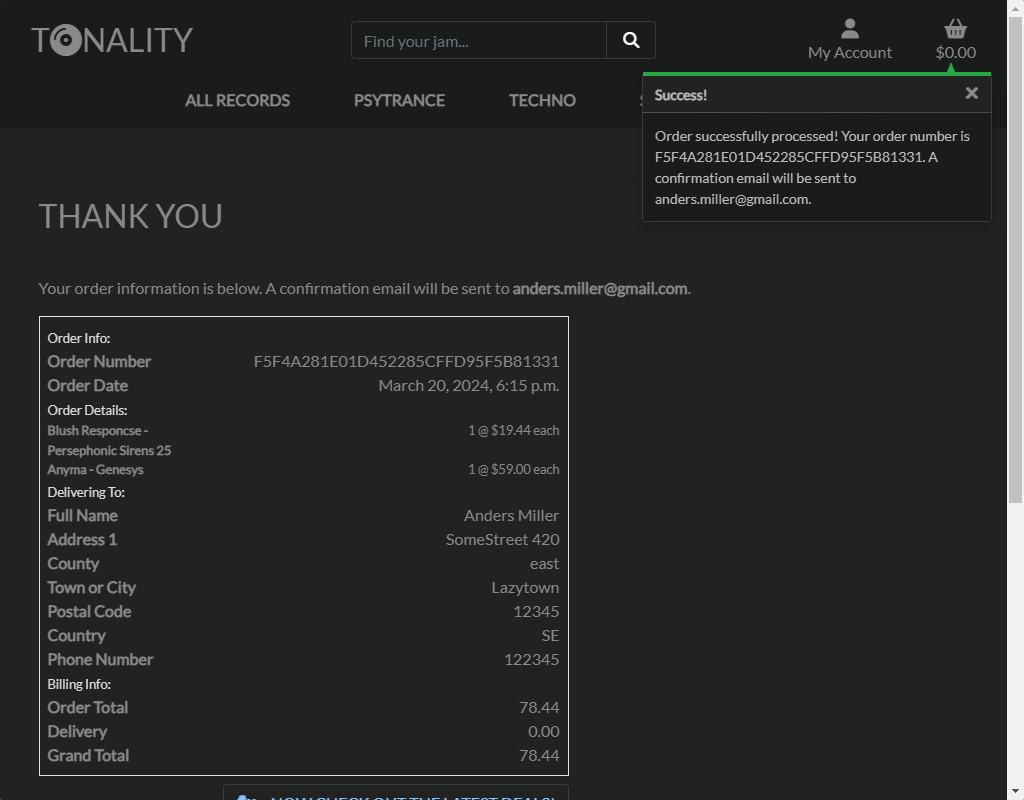 TONALITY
Find your jam...
My Account
$0.00
ALL RECORDS PSYTRANCE TECHNO
Success!
Order successfully processed! Your order number is
F5F4A281E01D452285CFFD95F5B81331. A
confirmation email will be sent to
anders.miller@gmail.com.
THANK YOU
Your order information is below. A confirmation email will be sent to anders.miller@gmail.com.
Order Info:
Order Number F5F4A281E01D452285CFFD95F5B81331
Order Date March 20, 2024, 6:15 p.m.
Order Details:
Blush Responcse - 1 @ $19.44 each
Persephonic Sirens 25
Anyma - Genesys 1 @ $59.00 each
Delivering To:
Full Name Anders Miller
Address 1 SomeStreet 420
County east
Town or City Lazytown
Postal Code 12345
Country SE
Phone Number 122345
Billing Info:
Order Total 78.44
Delivery 0.00
Grand Total 78.44
NOW CHECK OUT THE LATEST DEALS!